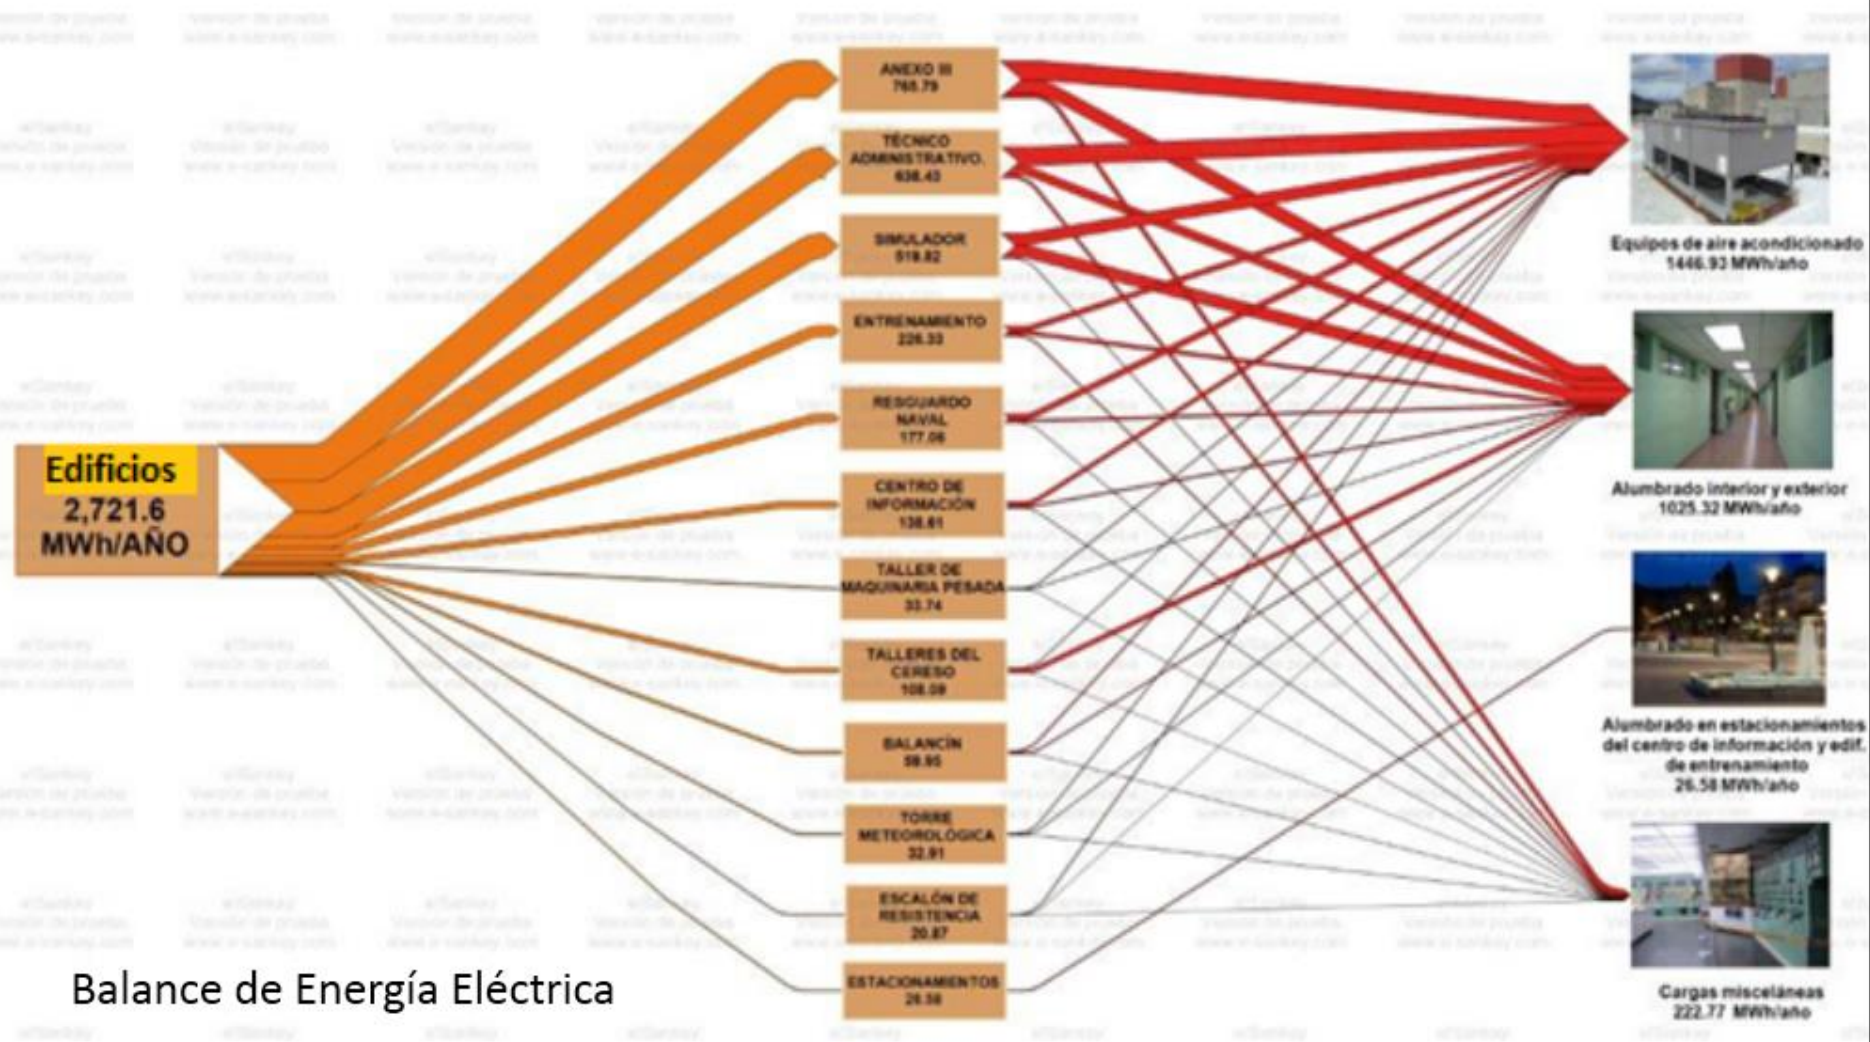 ANEXO III
765.79
TÉCNICO
ADMINISTRATIVO.
638.43
SIMULADOR
519.82
ENTRENAMIENTO
226.33
RESGUARDO
NAVAL
177.08
CENTRO DE
INFORMACIÓN
138.61
TALLER DE
MAQUINARIA PESADA
33.74
TALLERES DEL
CERESO
108.09
BALANCÍN
59.95
TORRE
METEOROLÓGICA
32.91
ESCALÓN DE
RESISTENCIA
20.87
ESTACIONAMIENTOS
26.58
Edificios
2,721.6
MWh/AÑO
Equipos de aire acondicionado
1446.93 MWh/año
Alumbrado interior y exterior
1025.32 MWh/año
Alumbrado en estacionamientos
del centro de información y edif.
de entrenamiento
26.58 MWh/año
Cargas misceláneas
222.77 MWh/año
Balance de Energía Eléctrica